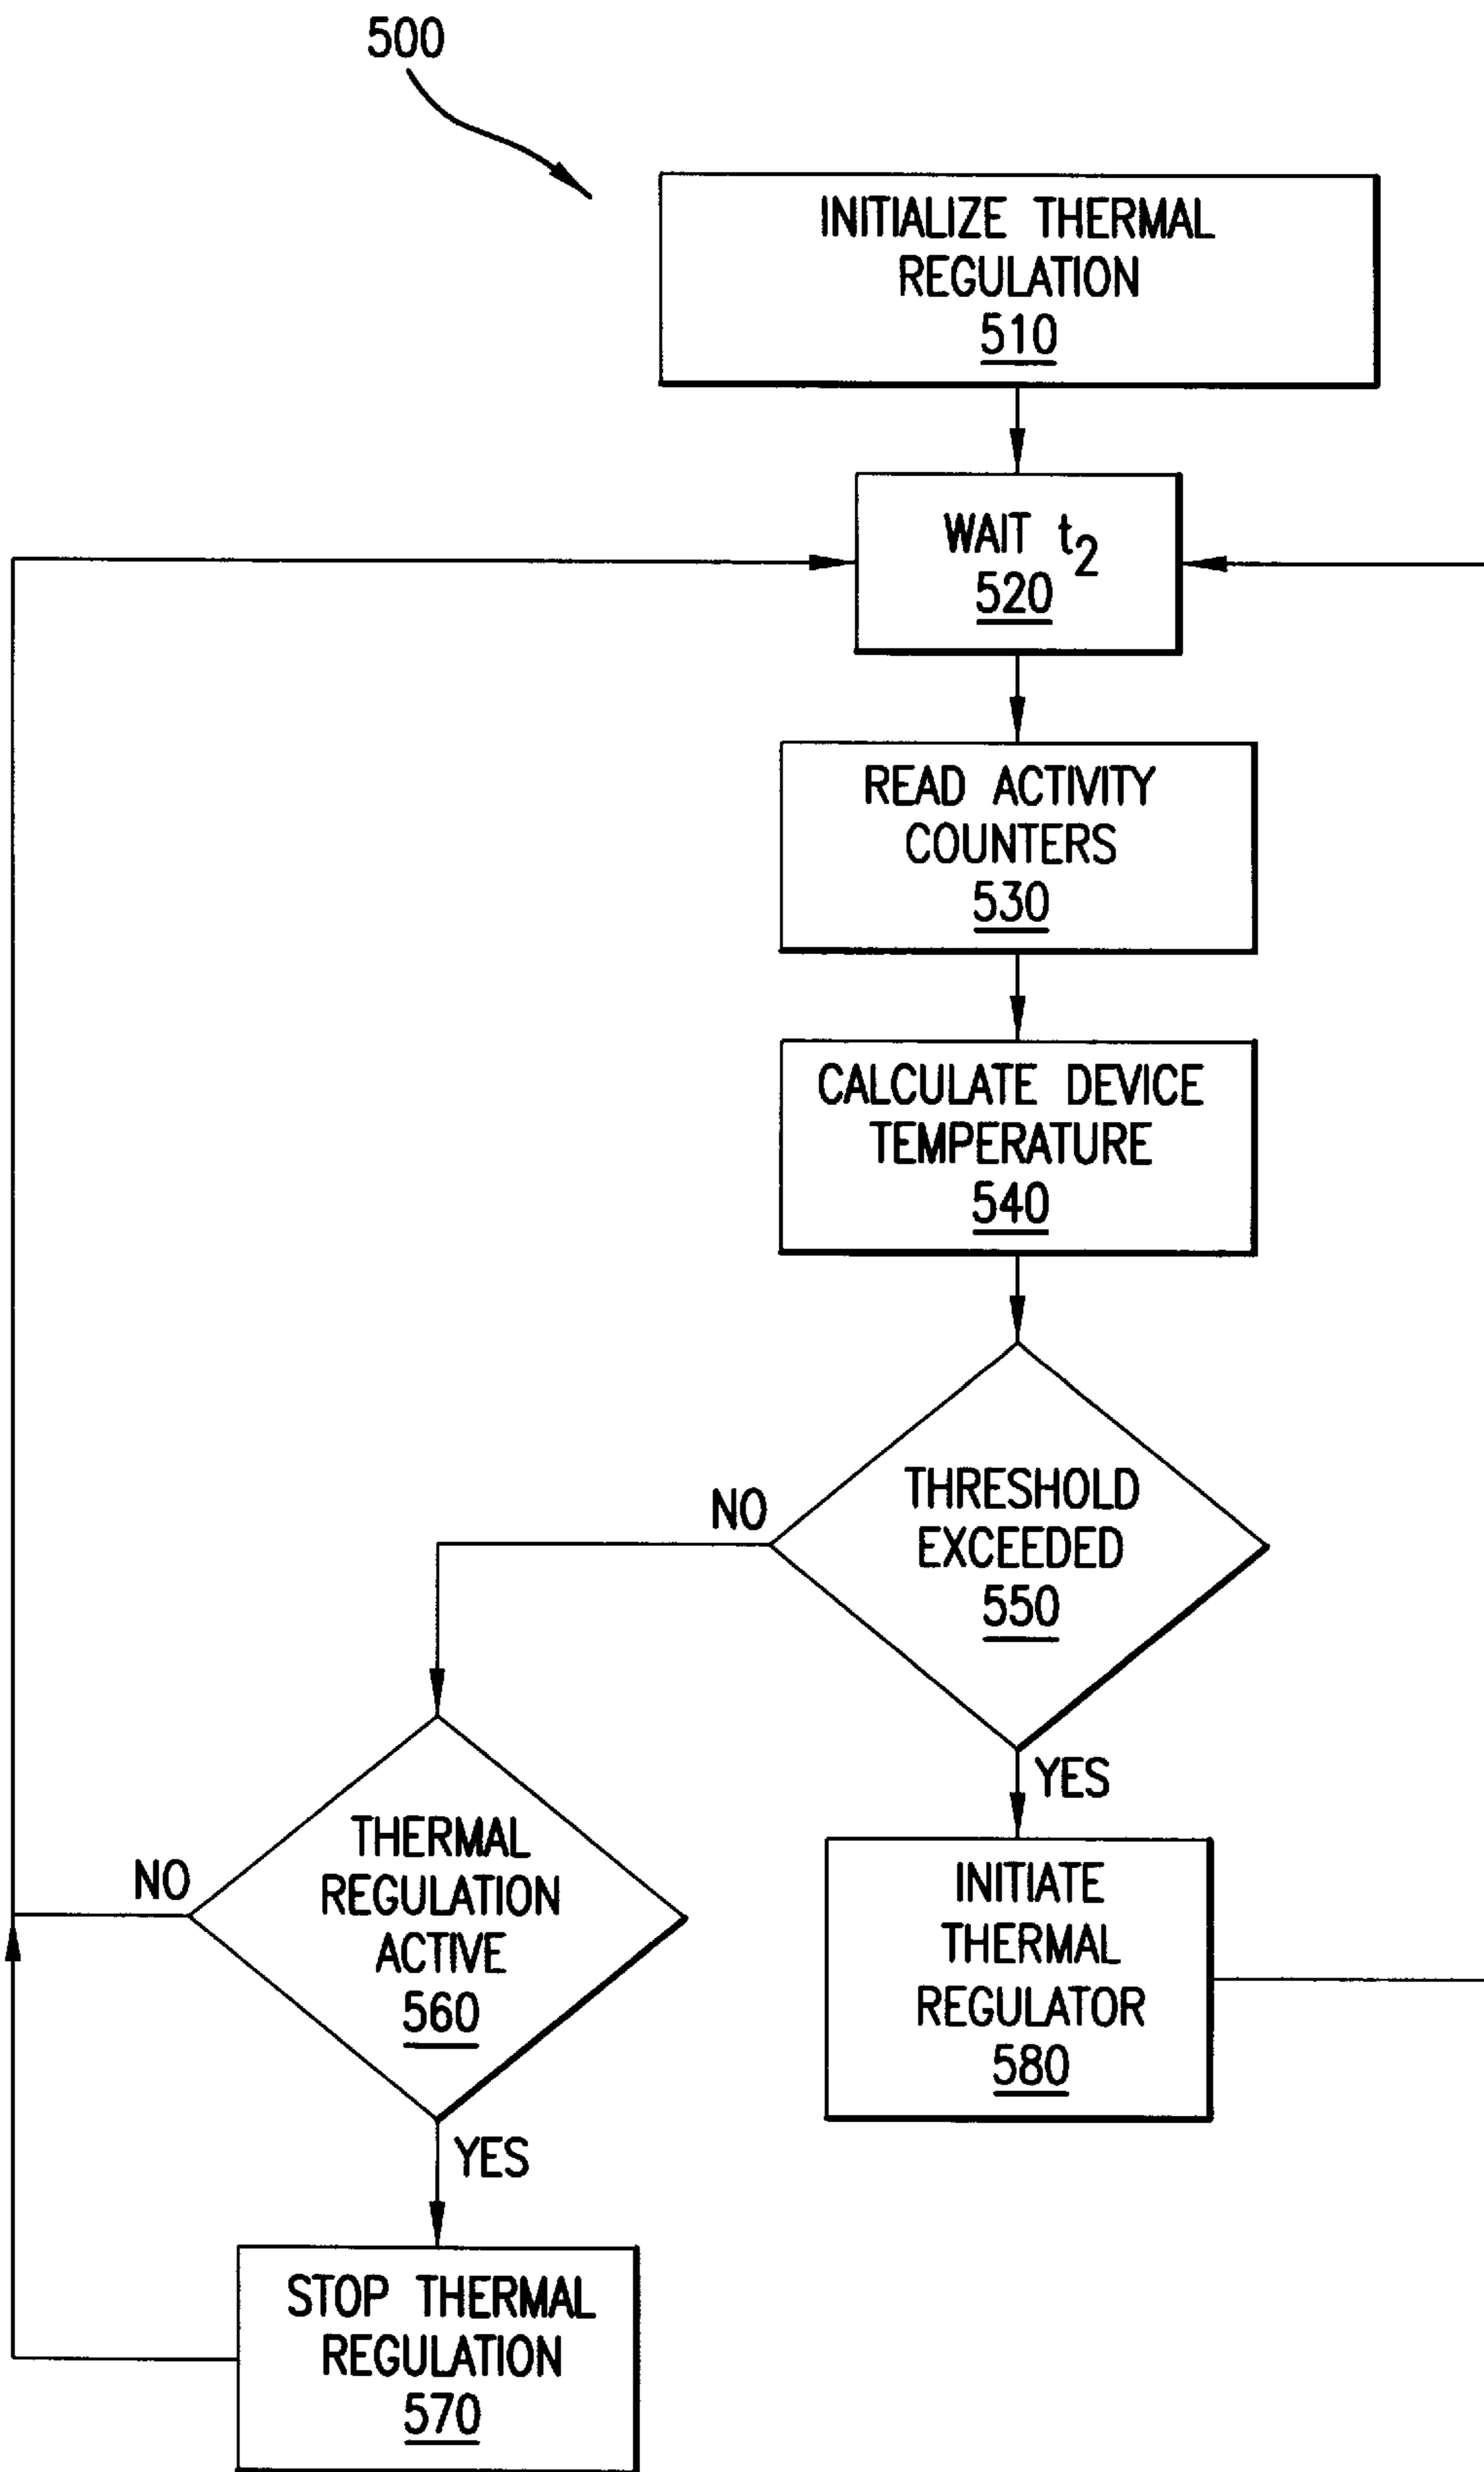 500
INITIALIZE THERMAL
REGULATION
510
WAIT t2
520
READ ACTIVITY
COUNTERS
530
CALCULATE DEVICE
TEMPERATURE
540
THRESHOLD
EXCEEDED
550
NO
YES
THERMAL
REGULATION
ACTIVE
560
NO
YES
INITIATE
THERMAL
REGULATOR
580
STOP THERMAL
REGULATION
570